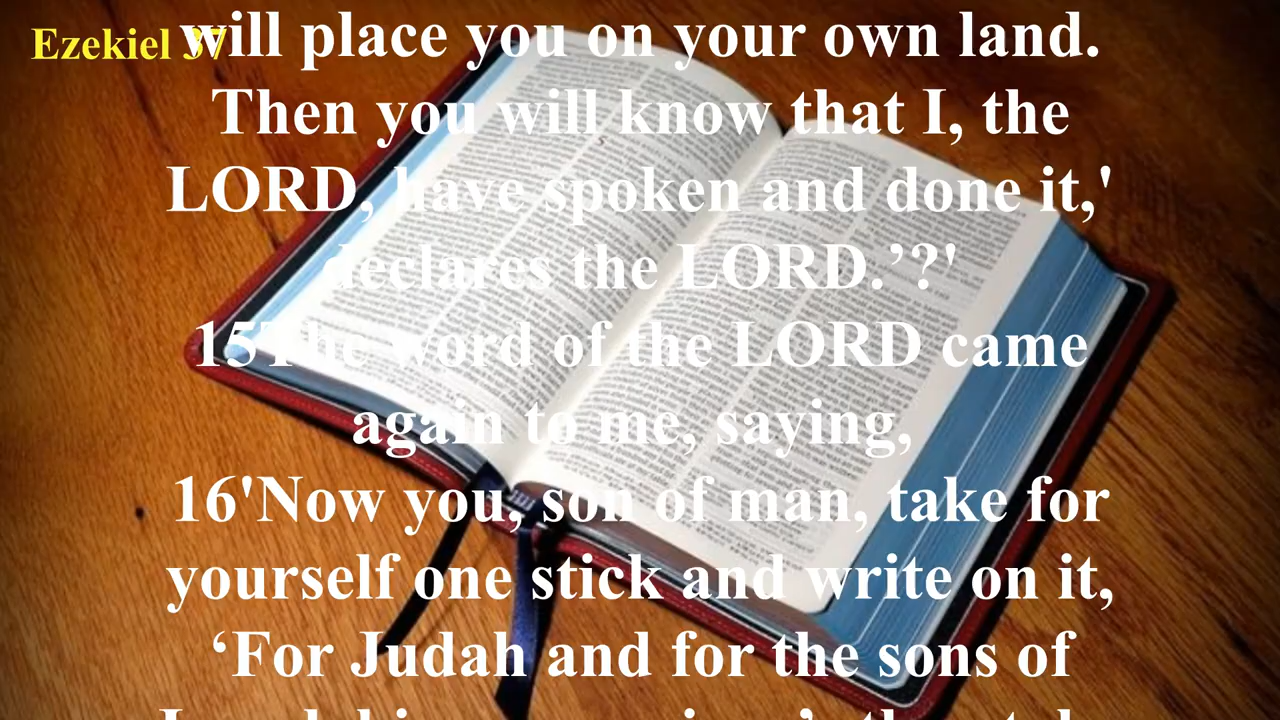 Ezekiel 37
will place you on your own land.
Then you will know that I, the
LORD, have spoken and done it,'
declares the LORD.’?'
15The word of the LORD came
again to me, saying,
16'Now you, son of man, take for
yourself one stick and write on it,
‘For Judah and for the sons of